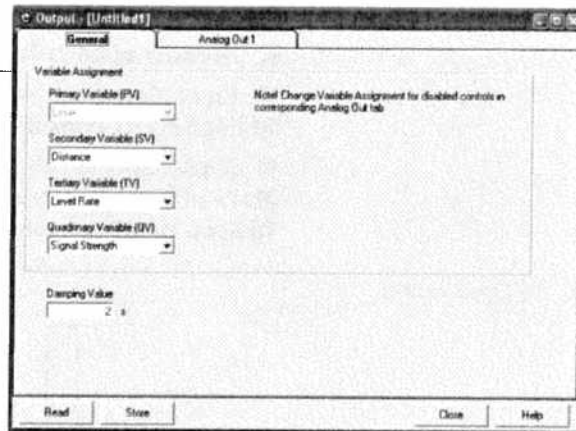 Output - [Untitled1]
General
Analog Out 1
Variable Assignment
Primary Variable (PV)
Level
Note! Change Variable Assignment for disabled controls in
corresponding Analog Out tab
Secondary Variable (SV)
Distance
Tertiary Variable (TV)
Level Rate
Quadrinary Variable (QV)
Signal Strength
Damping Value
2 s
Read
Store
Close
Help